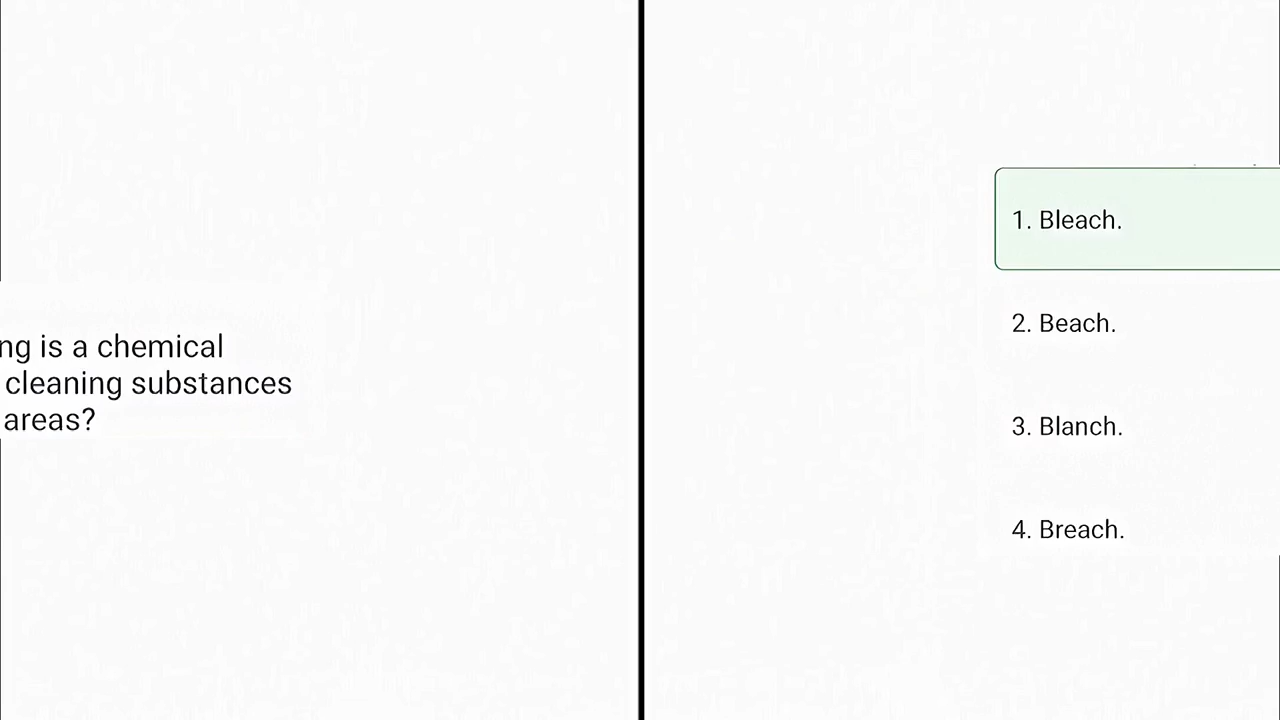 ng is a chemical
cleaning substances
areas?
1. Bleach.
2. Beach.
3. Blanch.
4. Breach.